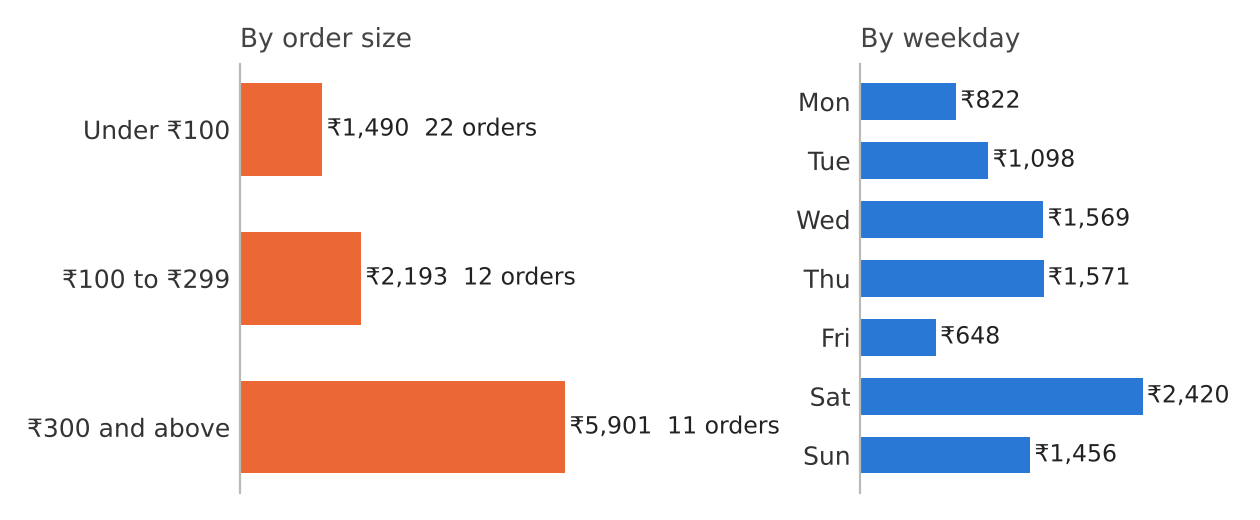 By order size
Under ₹100
₹1,490  22 orders
₹100 to ₹299
₹2,193  12 orders
₹300 and above
₹5,901  11 orders
By weekday
Mon
₹822
Tue
₹1,098
Wed
₹1,569
Thu
₹1,571
Fri
₹648
Sat
₹2,420
Sun
₹1,456